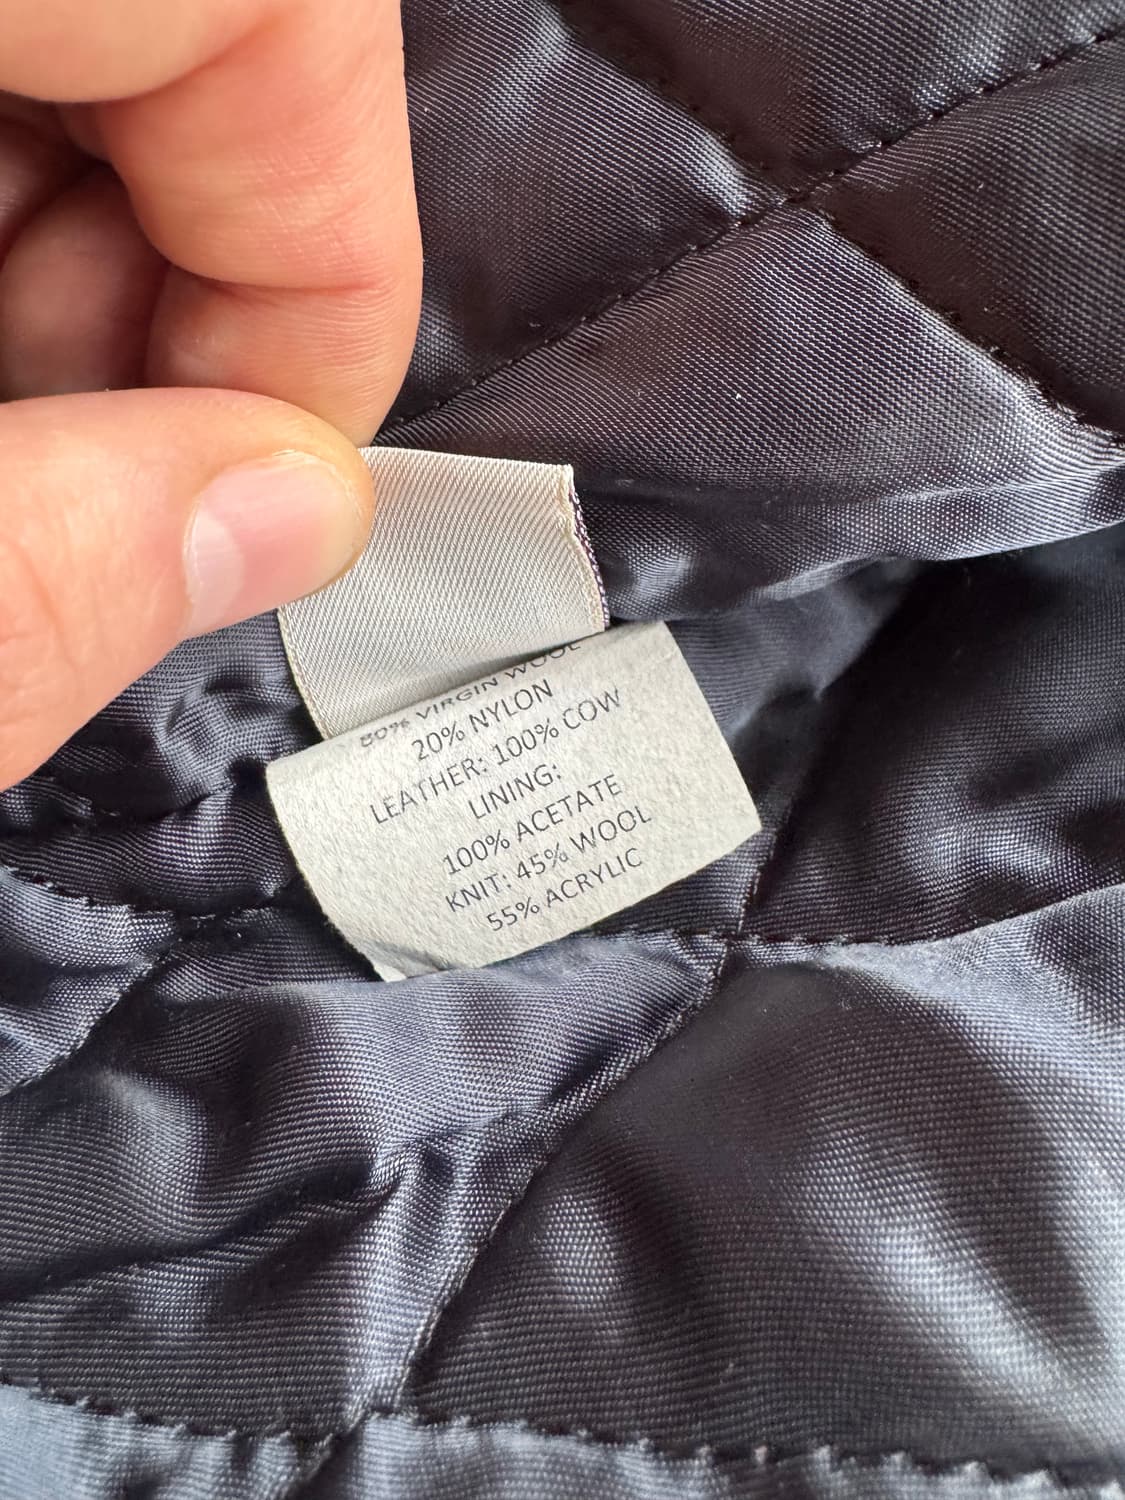 80% VIRGIN WOOL
20% NYLON
LEATHER: 100% COW
LINING:
100% ACETATE
KNIT: 45% WOOL
55% ACRYLIC